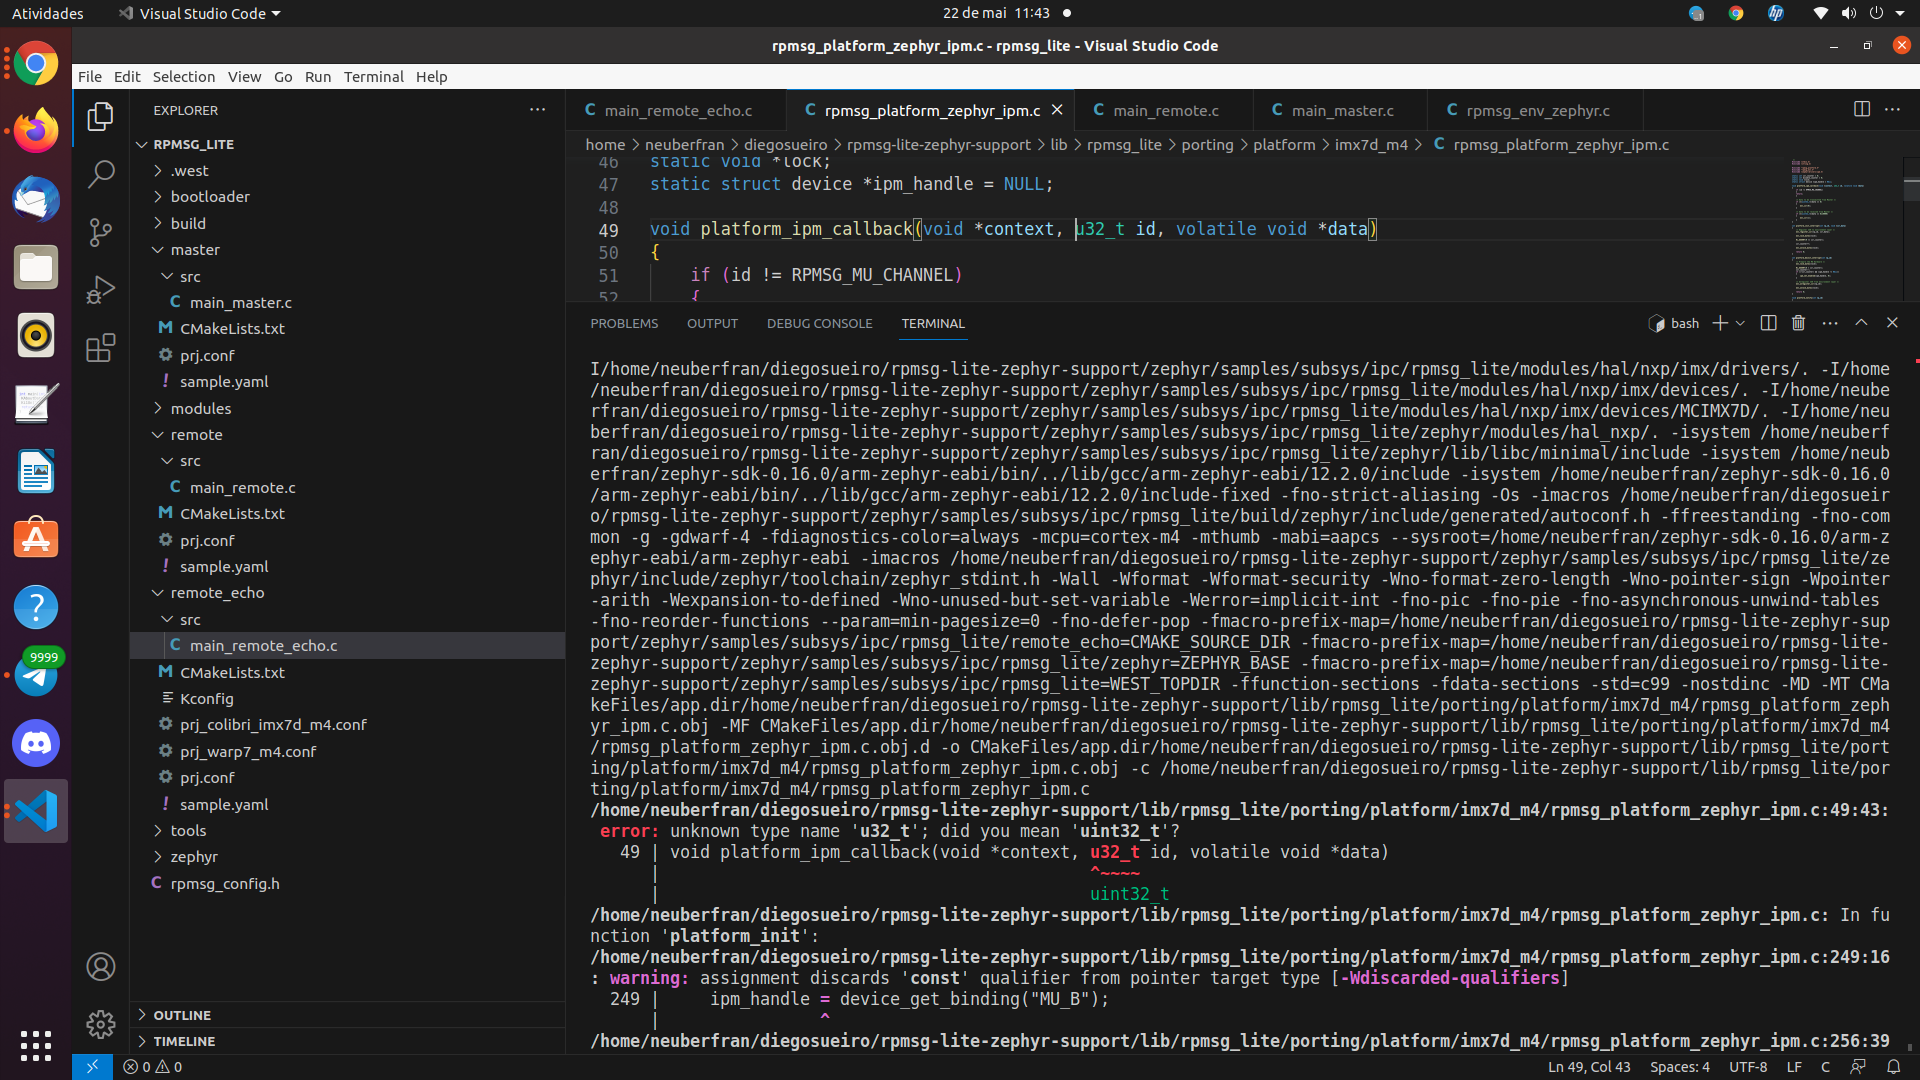 Atividades
Visual Studio Code
22 de mai 11:43
rpmsg_platform_zephyr_ipm.c - rpmsg_lite - Visual Studio Code
File Edit Selection View Go Run Terminal Help
EXPLORER
RPMSG_LITE
.west
bootloader
build
master
src
C main_master.c
M CMakeLists.txt
prj.conf
! sample.yaml
modules
remote
src
C main_remote.c
M CMakeLists.txt
prj.conf
! sample.yaml
remote_echo
src
C main_remote_echo.c
M CMakeLists.txt
Kconfig
prj_colibri_imx7d_m4.conf
prj_warp7_m4.conf
prj.conf
! sample.yaml
tools
zephyr
C rpmsg_config.h
OUTLINE
TIMELINE
9999
C main_remote_echo.c
C rpmsg_platform_zephyr_ipm.c
C main_remote.c
C main_master.c
C rpmsg_env_zephyr.c
home > neuberfran > diegosueiro > rpmsg-lite-zephyr-support > lib > rpmsg_lite > porting > platform > imx7d_m4 > C rpmsg_platform_zephyr_ipm.c
46 static void *lock;
47 static struct device *ipm_handle = NULL;
48
49 void platform_ipm_callback(void *context, u32_t id, volatile void *data)
50 {
51 if (id != RPMSG_MU_CHANNEL)
52 {
PROBLEMS OUTPUT DEBUG CONSOLE TERMINAL
bash
I/home/neuberfran/diegosueiro/rpmsg-lite-zephyr-support/zephyr/samples/subsys/ipc/rpmsg_lite/modules/hal/nxp/imx/drivers/. -I/home
/neuberfran/diegosueiro/rpmsg-lite-zephyr-support/zephyr/samples/subsys/ipc/rpmsg_lite/modules/hal/nxp/imx/devices/. -I/home/neube
rfran/diegosueiro/rpmsg-lite-zephyr-support/zephyr/samples/subsys/ipc/rpmsg_lite/modules/hal/nxp/imx/devices/MCIMX7D/. -I/home/neu
berfran/diegosueiro/rpmsg-lite-zephyr-support/zephyr/samples/subsys/ipc/rpmsg_lite/zephyr/modules/hal_nxp/. -isystem /home/neuberf
ran/diegosueiro/rpmsg-lite-zephyr-support/zephyr/samples/subsys/ipc/rpmsg_lite/zephyr/lib/libc/minimal/include -isystem /home/neub
erfran/zephyr-sdk-0.16.0/arm-zephyr-eabi/bin/../lib/gcc/arm-zephyr-eabi/12.2.0/include -isystem /home/neuberfran/zephyr-sdk-0.16.0
/arm-zephyr-eabi/bin/../lib/gcc/arm-zephyr-eabi/12.2.0/include-fixed -fno-strict-aliasing -Os -imacros /home/neuberfran/diegosueir
o/rpmsg-lite-zephyr-support/zephyr/samples/subsys/ipc/rpmsg_lite/build/zephyr/include/generated/autoconf.h -ffreestanding -fno-com
mon -g -gdwarf-4 -fdiagnostics-color=always -mcpu=cortex-m4 -mthumb -mabi=aapcs --sysroot=/home/neuberfran/zephyr-sdk-0.16.0/arm-z
ephyr-eabi/arm-zephyr-eabi -imacros /home/neuberfran/diegosueiro/rpmsg-lite-zephyr-support/zephyr/samples/subsys/ipc/rpmsg_lite/ze
phyr/include/zephyr/toolchain/zephyr_stdint.h -Wall -Wformat -Wformat-security -Wno-format-zero-length -Wno-pointer-sign -Wpointer
-arith -Wexpansion-to-defined -Wno-unused-but-set-variable -Werror=implicit-int -fno-pic -fno-pie -fno-asynchronous-unwind-tables
-fno-reorder-functions --param=min-pagesize=0 -fno-defer-pop -fmacro-prefix-map=/home/neuberfran/diegosueiro/rpmsg-lite-zephyr-sup
port/zephyr/samples/subsys/ipc/rpmsg_lite/remote_echo=CMAKE_SOURCE_DIR -fmacro-prefix-map=/home/neuberfran/diegosueiro/rpmsg-lite-
zephyr-support/zephyr/samples/subsys/ipc/rpmsg_lite/zephyr=ZEPHYR_BASE -fmacro-prefix-map=/home/neuberfran/diegosueiro/rpmsg-lite-
zephyr-support/zephyr/samples/subsys/ipc/rpmsg_lite=WEST_TOPDIR -ffunction-sections -fdata-sections -std=c99 -nostdinc -MD -MT CMa
keFiles/app.dir/home/neuberfran/diegosueiro/rpmsg-lite-zephyr-support/lib/rpmsg_lite/porting/platform/imx7d_m4/rpmsg_platform_zeph
yr_ipm.c.obj -MF CMakeFiles/app.dir/home/neuberfran/diegosueiro/rpmsg-lite-zephyr-support/lib/rpmsg_lite/porting/platform/imx7d_m4
/rpmsg_platform_zephyr_ipm.c.obj.d -o CMakeFiles/app.dir/home/neuberfran/diegosueiro/rpmsg-lite-zephyr-support/lib/rpmsg_lite/port
ing/platform/imx7d_m4/rpmsg_platform_zephyr_ipm.c.obj -c /home/neuberfran/diegosueiro/rpmsg-lite-zephyr-support/lib/rpmsg_lite/por
ting/platform/imx7d_m4/rpmsg_platform_zephyr_ipm.c
/home/neuberfran/diegosueiro/rpmsg-lite-zephyr-support/lib/rpmsg_lite/porting/platform/imx7d_m4/rpmsg_platform_zephyr_ipm.c:49:43:
error: unknown type name 'u32_t'; did you mean 'uint32_t'?
49 | void platform_ipm_callback(void *context, u32_t id, volatile void *data)
| ^~~~~
| uint32_t
/home/neuberfran/diegosueiro/rpmsg-lite-zephyr-support/lib/rpmsg_lite/porting/platform/imx7d_m4/rpmsg_platform_zephyr_ipm.c: In fu
nction 'platform_init':
/home/neuberfran/diegosueiro/rpmsg-lite-zephyr-support/lib/rpmsg_lite/porting/platform/imx7d_m4/rpmsg_platform_zephyr_ipm.c:249:16
: warning: assignment discards 'const' qualifier from pointer target type [-Wdiscarded-qualifiers]
249 | ipm_handle = device_get_binding("MU_B");
| ^
/home/neuberfran/diegosueiro/rpmsg-lite-zephyr-support/lib/rpmsg_lite/porting/platform/imx7d_m4/rpmsg_platform_zephyr_ipm.c:256:39
0 0
Ln 49, Col 43 Spaces: 4 UTF-8 LF C